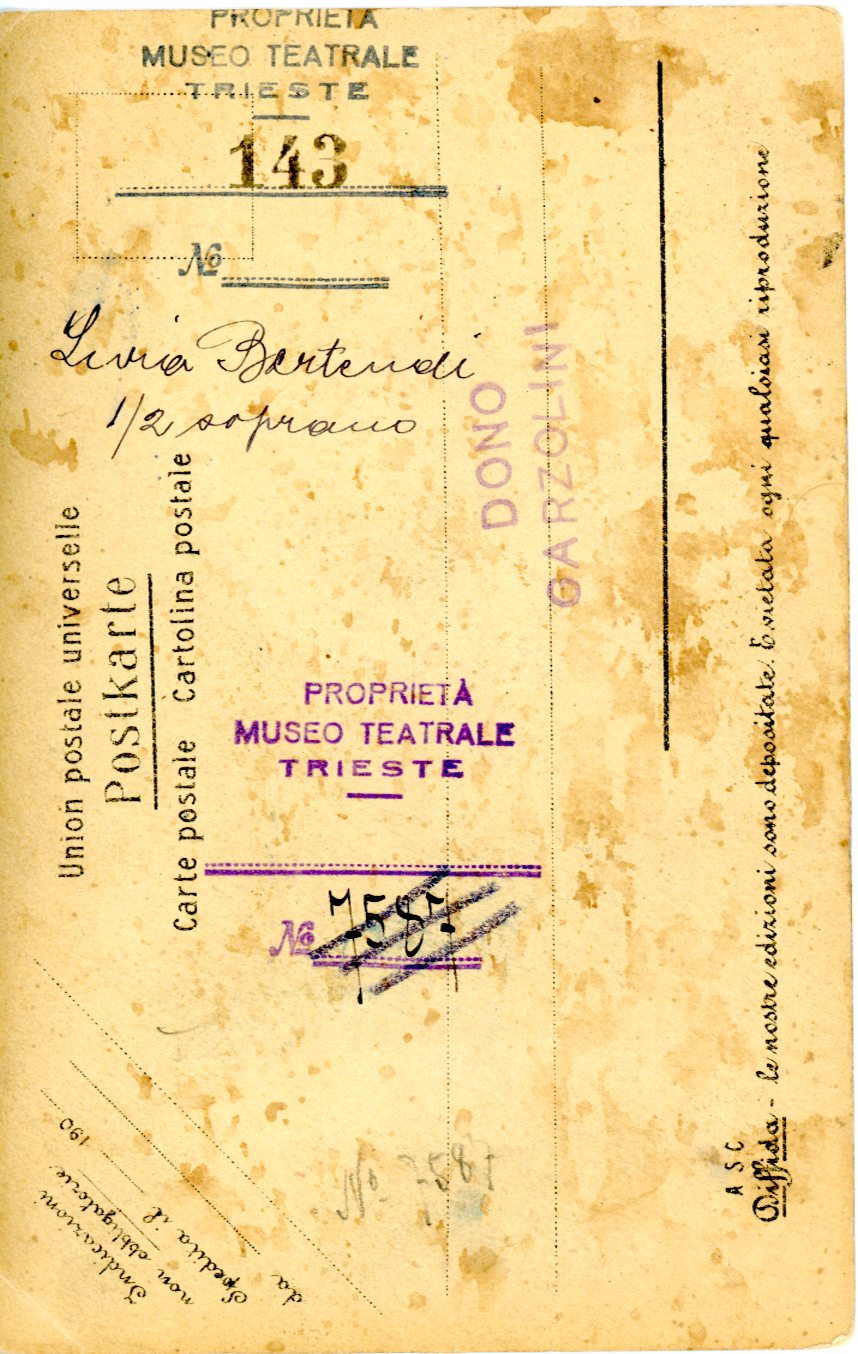 PROPRIETÀ
MUSEO TEATRALE
TRIESTE
143
No
Livia Bertendi
1/2 soprano
DONO
GARZOLINI
Union postale universelle
Postkarte
Carte postale Cartolina postale
PROPRIETÀ
MUSEO TEATRALE
TRIESTE
No 7587
Indicazioni
non obbligatorie
Spedita il 190
da
No
A S C
Diffida - le nostre edizioni sono depositate. È vietata ogni qualsiasi riproduzione